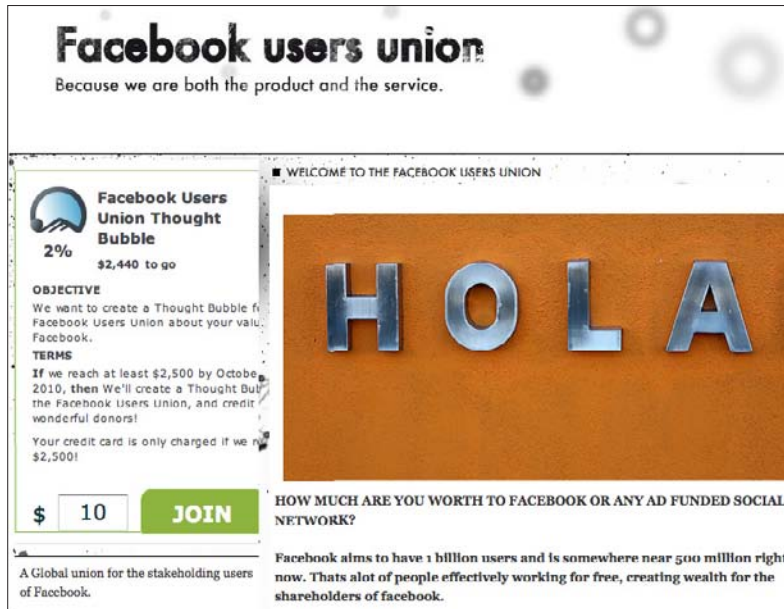 Facebook users union
Because we are both the product and the service.
Facebook Users
Union Thought
Bubble
2%
$2,440 to go
OBJECTIVE
We want to create a Thought Bubble
Facebook Users Union about your
Facebook.
TERMS
If we reach at least $2,500 by
2010, then We'll create a Thought
the Facebook Users Union, and credit
wonderful donors!
Your credit card is only charged if we
$2,500!
$ 10 JOIN
A Global union for the stakeholding users
of Facebook.
WELCOME TO THE FACEBOOK USERS UNION
HOLA
HOW MUCH ARE YOU WORTH TO FACEBOOK OR ANY AD FUNDED SOCIAL
NETWORK?
Facebook aims to have 1 billion users and is somewhere near 500 million right
now. Thats alot of people effectively working for free, creating wealth for the
shareholders of facebook.